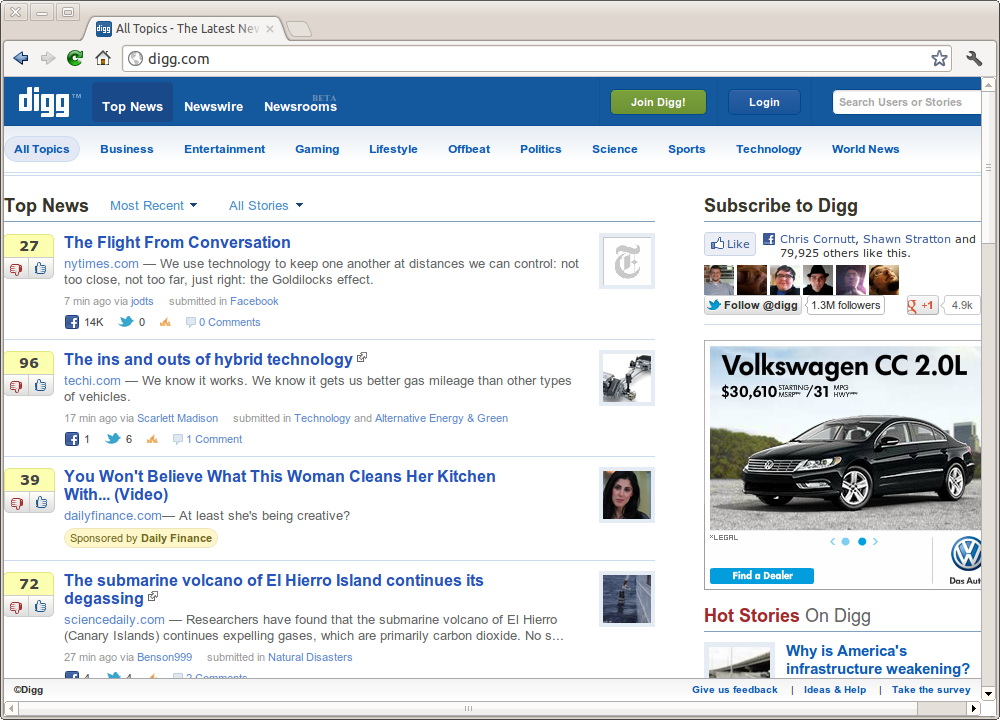 digg All Topics - The Latest New
digg.com
digg™ Top News Newswire Newsrooms BETA Join Digg! Login Search Users or Stories
All Topics Business Entertainment Gaming Lifestyle Offbeat Politics Science Sports Technology World News
Top News Most Recent All Stories
27
The Flight From Conversation
nytimes.com — We use technology to keep one another at distances we can control: not
too close, not too far, just right: the Goldilocks effect.
7 min ago via jodts submitted in Facebook
14K 0 0 Comments
96
The ins and outs of hybrid technology
techi.com — We know it works. We know it gets us better gas mileage than other types
of vehicles.
17 min ago via Scarlett Madison submitted in Technology and Alternative Energy & Green
1 6 1 Comment
39
You Won't Believe What This Woman Cleans Her Kitchen
With... (Video)
dailyfinance.com— At least she's being creative?
Sponsored by Daily Finance
72
The submarine volcano of El Hierro Island continues its
degassing
sciencedaily.com — Researchers have found that the submarine volcano of El Hierro
(Canary Islands) continues expelling gases, which are primarily carbon dioxide. No s...
27 min ago via Benson999 submitted in Natural Disasters
4 4 2 Comments
Subscribe to Digg
Like Chris Cornutt, Shawn Stratton and
79,925 others like this.
Follow @digg 1.3M followers +1 4.9k
Volkswagen CC 2.0L
$30,610 STARTING MSRP /31 MPG HWY
LEGAL
Find a Dealer
Das Aut
Hot Stories On Digg
Why is America's
infrastructure weakening?
©Digg Give us feedback | Ideas & Help | Take the survey